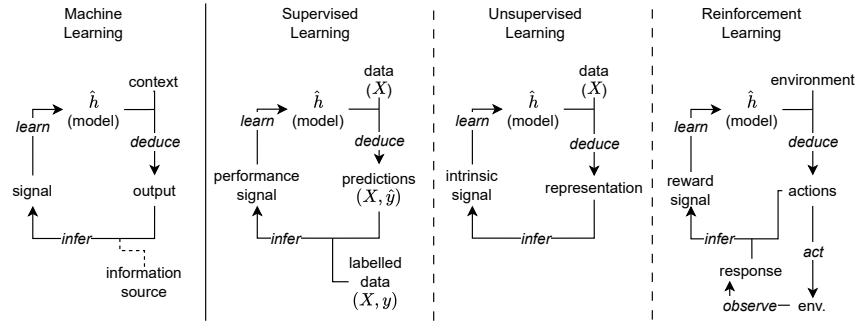 Machine
Learning
context
ĥ
(model)
learn
deduce
signal
output
infer
information
source
Supervised
Learning
data
(X)
ĥ
(model)
learn
deduce
performance
signal
predictions
(X, ŷ)
infer
labelled
data
(X, y)
Unsupervised
Learning
data
(X)
ĥ
(model)
learn
deduce
intrinsic
signal
representation
infer
Reinforcement
Learning
environment
ĥ
(model)
learn
deduce
reward
signal
actions
infer
act
response
observe
env.